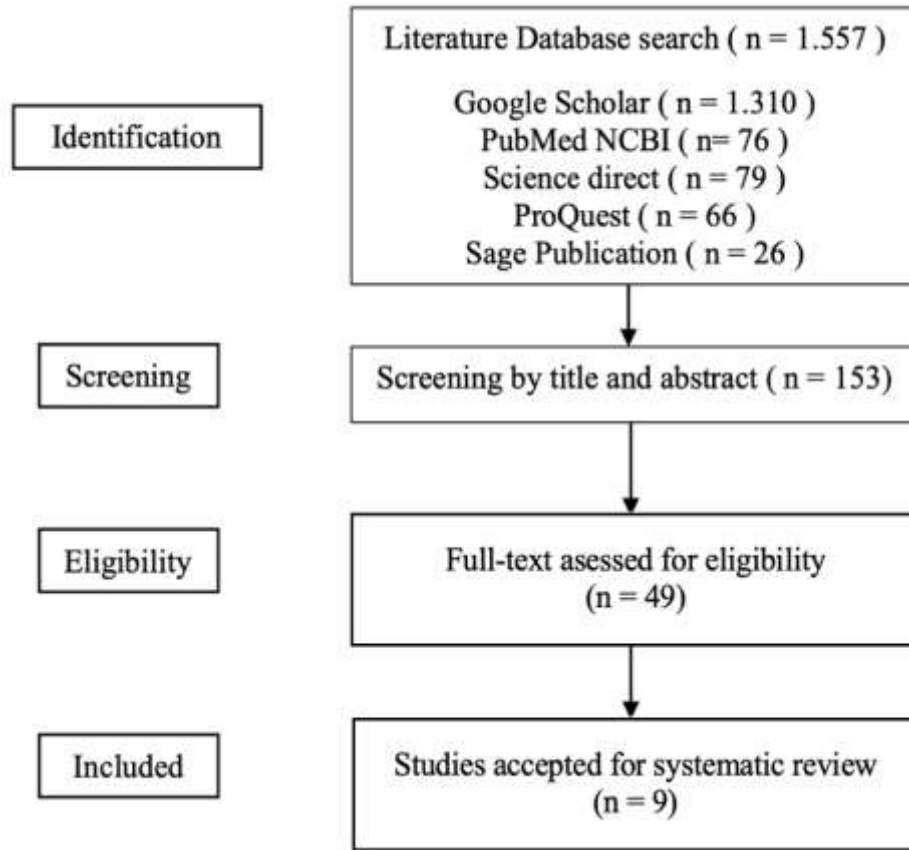 Identification
Literature Database search ( n = 1.557 )
Google Scholar ( n = 1.310 )
PubMed NCBI ( n= 76 )
Science direct ( n = 79 )
ProQuest ( n = 66 )
Sage Publication ( n = 26 )
Screening
Screening by title and abstract ( n = 153)
Eligibility
Full-text asessed for eligibility
(n = 49)
Included
Studies accepted for systematic review
(n = 9)